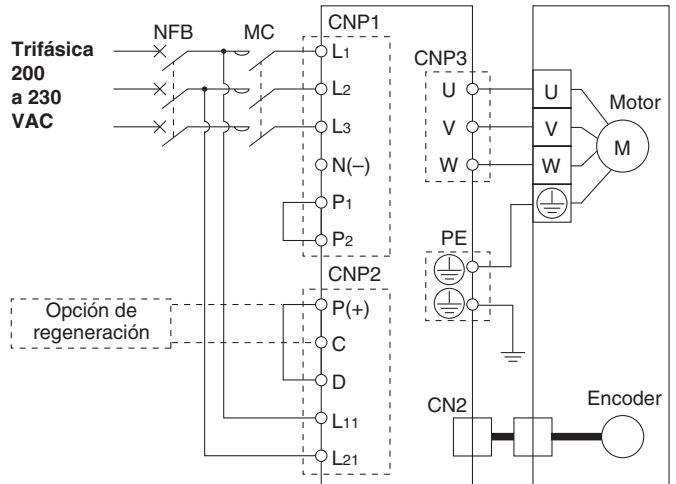 Trifásica
200
a 230
VAC
NFB
MC
CNP1
L1
L2
L3
N(–)
P1
P2
CNP2
P(+)
C
D
L11
L21
Opción de
regeneración
CNP3
U
V
W
PE
CN2
U
V
W
Motor
M
Encoder